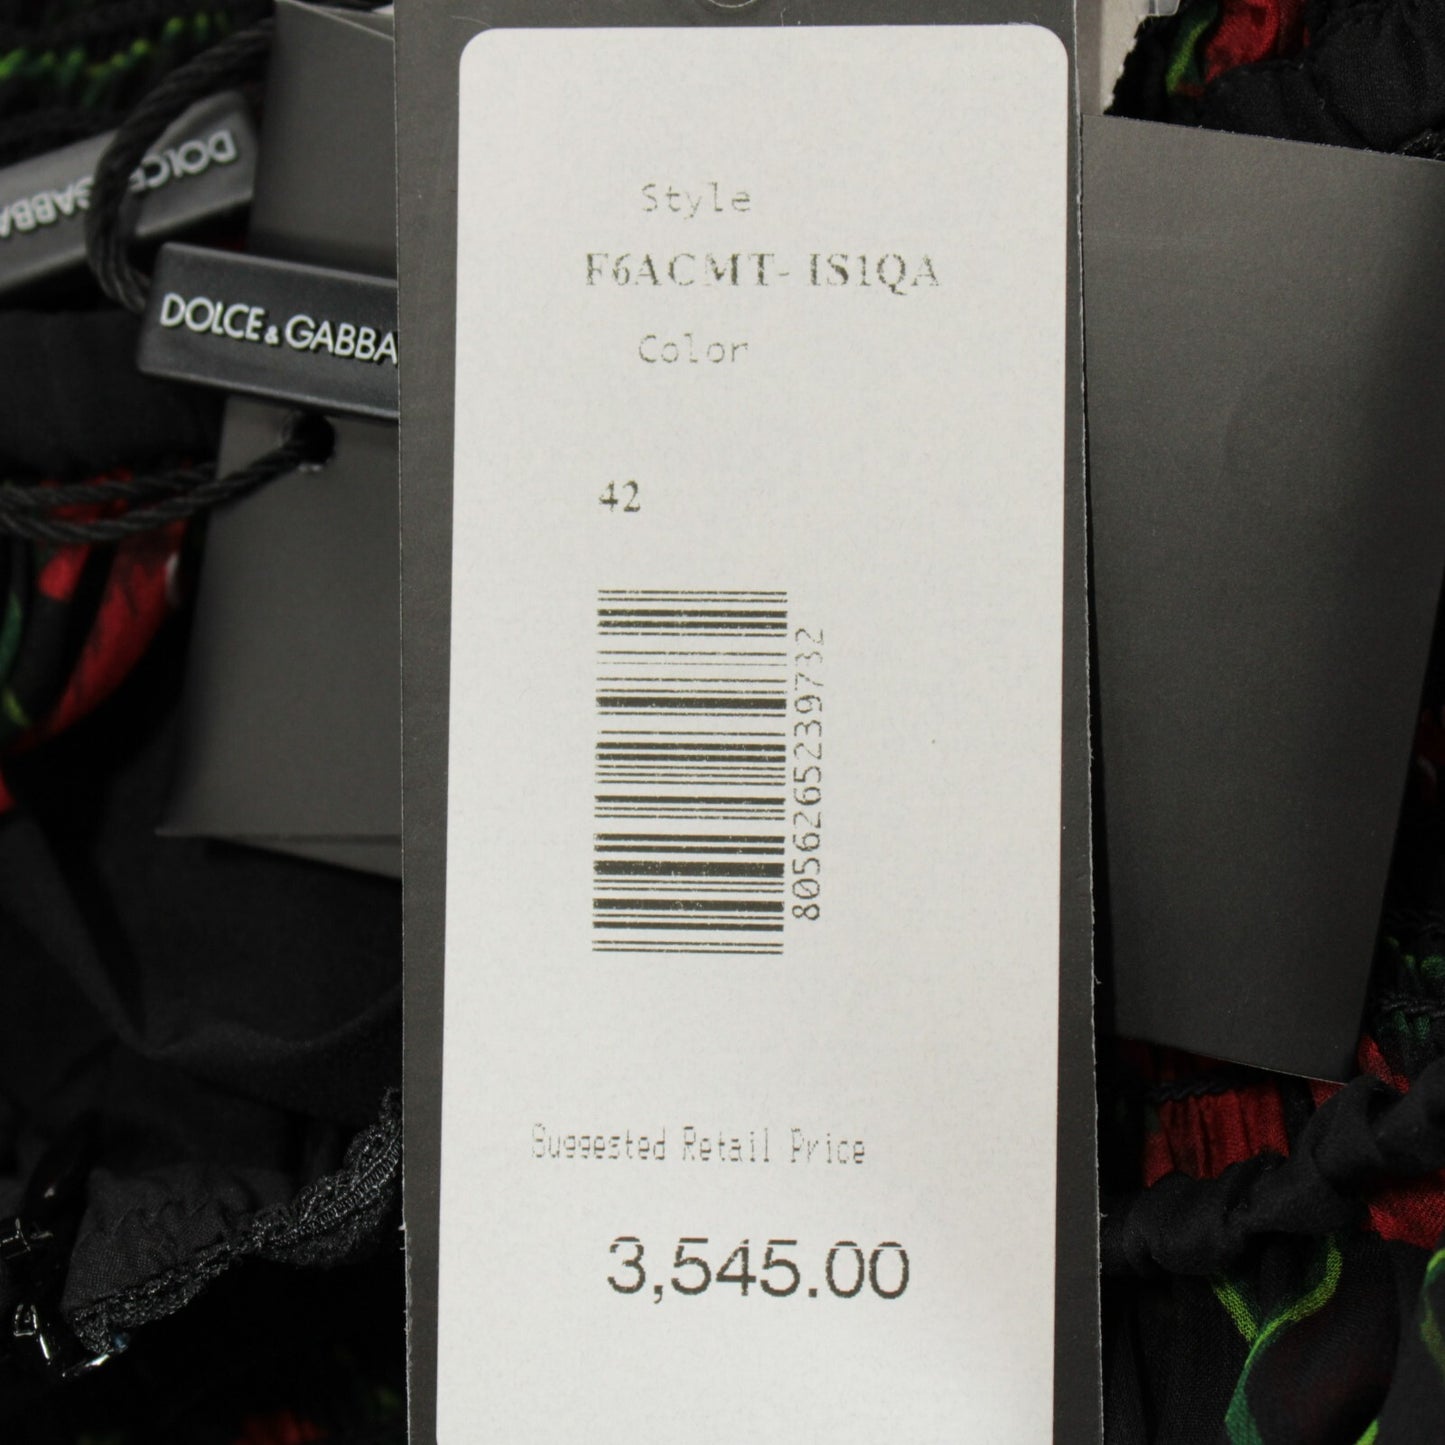 DOLCE & GABBA
DOLCE & GABBA
Style
F6ACMT- IS1QA
Color
42
8056265239732
Suggested Retail Price
3,545.00